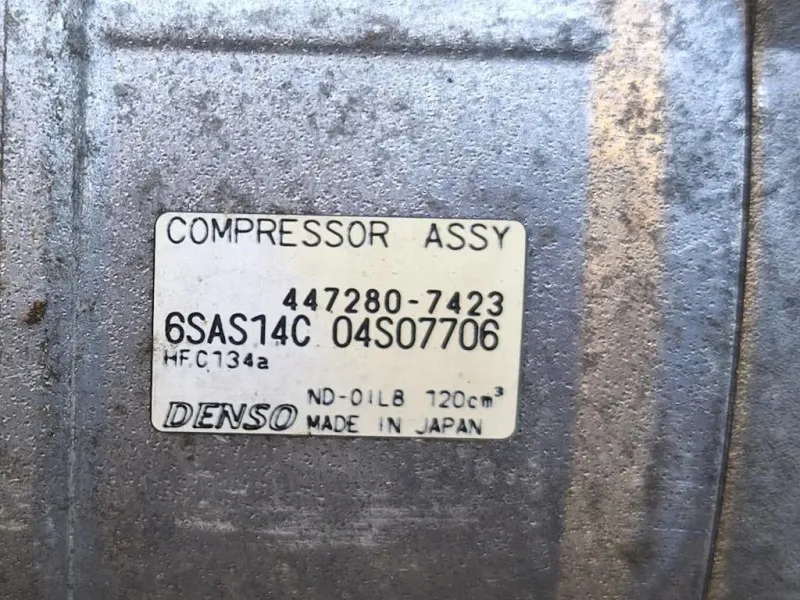 COMPRESSOR ASSY
447280-7423
6SAS14C 04S07706
HFC134a
ND-OIL8 120cm³
DENSO MADE IN JAPAN